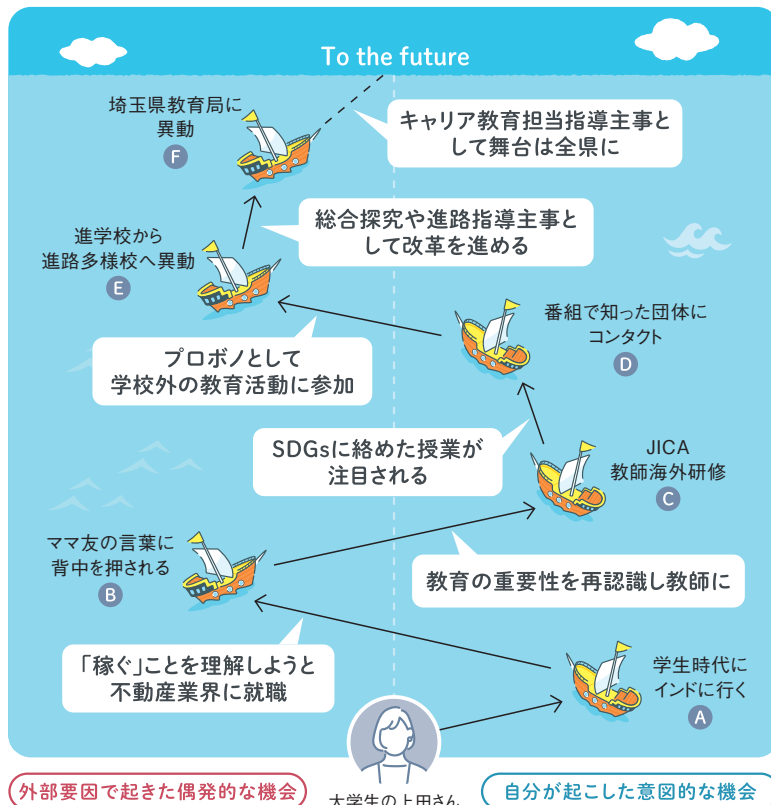 To the future
埼玉県教育局に
異動
F
キャリア教育担当指導主事と
して舞台は全県に
総合探究や進路指導主事と
して改革を進める
進学校から
進路多様校へ異動
E
番組で知った団体に
コンタクト
D
プロボノとして
学校外の教育活動に参加
SDGsに絡めた授業が
注目される
JICA
教師海外研修
C
ママ友の言葉に
背中を押される
B
教育の重要性を再認識し教師に
「稼ぐ」ことを理解しようと
不動産業界に就職
学生時代に
インドに行く
A
外部要因で起きた偶発的な機会
大学生の上田さん
自分が起こした意図的な機会